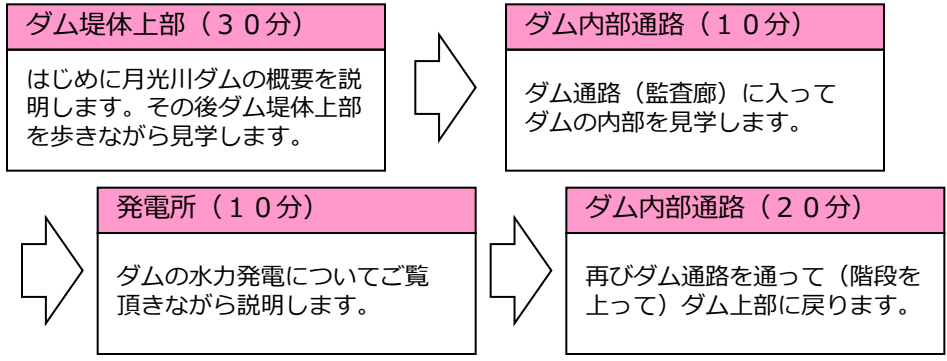 ダム堤体上部（３０分）
はじめに月光川ダムの概要を説
明します。その後ダム堤体上部
を歩きながら見学します。
ダム内部通路（１０分）
ダム通路（監査廊）に入って
ダムの内部を見学します。
発電所（１０分）
ダムの水力発電についてご覧
頂きながら説明します。
ダム内部通路（２０分）
再びダム通路を通って（階段を
上って）ダム上部に戻ります。